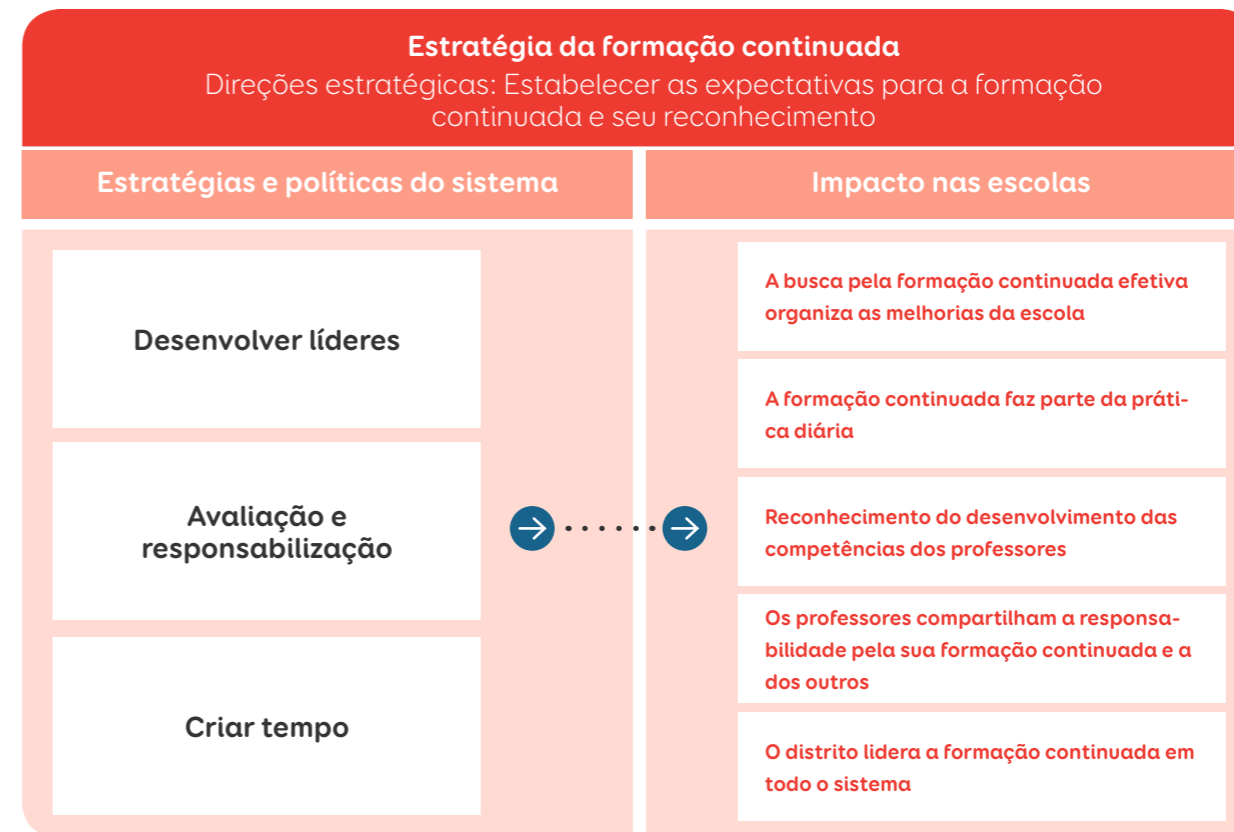 Estratégia da formação continuada
Direções estratégicas: Estabelecer as expectativas para a formação
continuada e seu reconhecimento
Estratégias e políticas do sistema
Impacto nas escolas
Desenvolver líderes
Avaliação e
responsabilização
Criar tempo
A busca pela formação continuada efetiva
organiza as melhorias da escola
A formação continuada faz parte da práti-
ca diária
Reconhecimento do desenvolvimento das
competências dos professores
Os professores compartilham a responsa-
bilidade pela sua formação continuada e a
dos outros
O distrito lidera a formação continuada em
todo o sistema